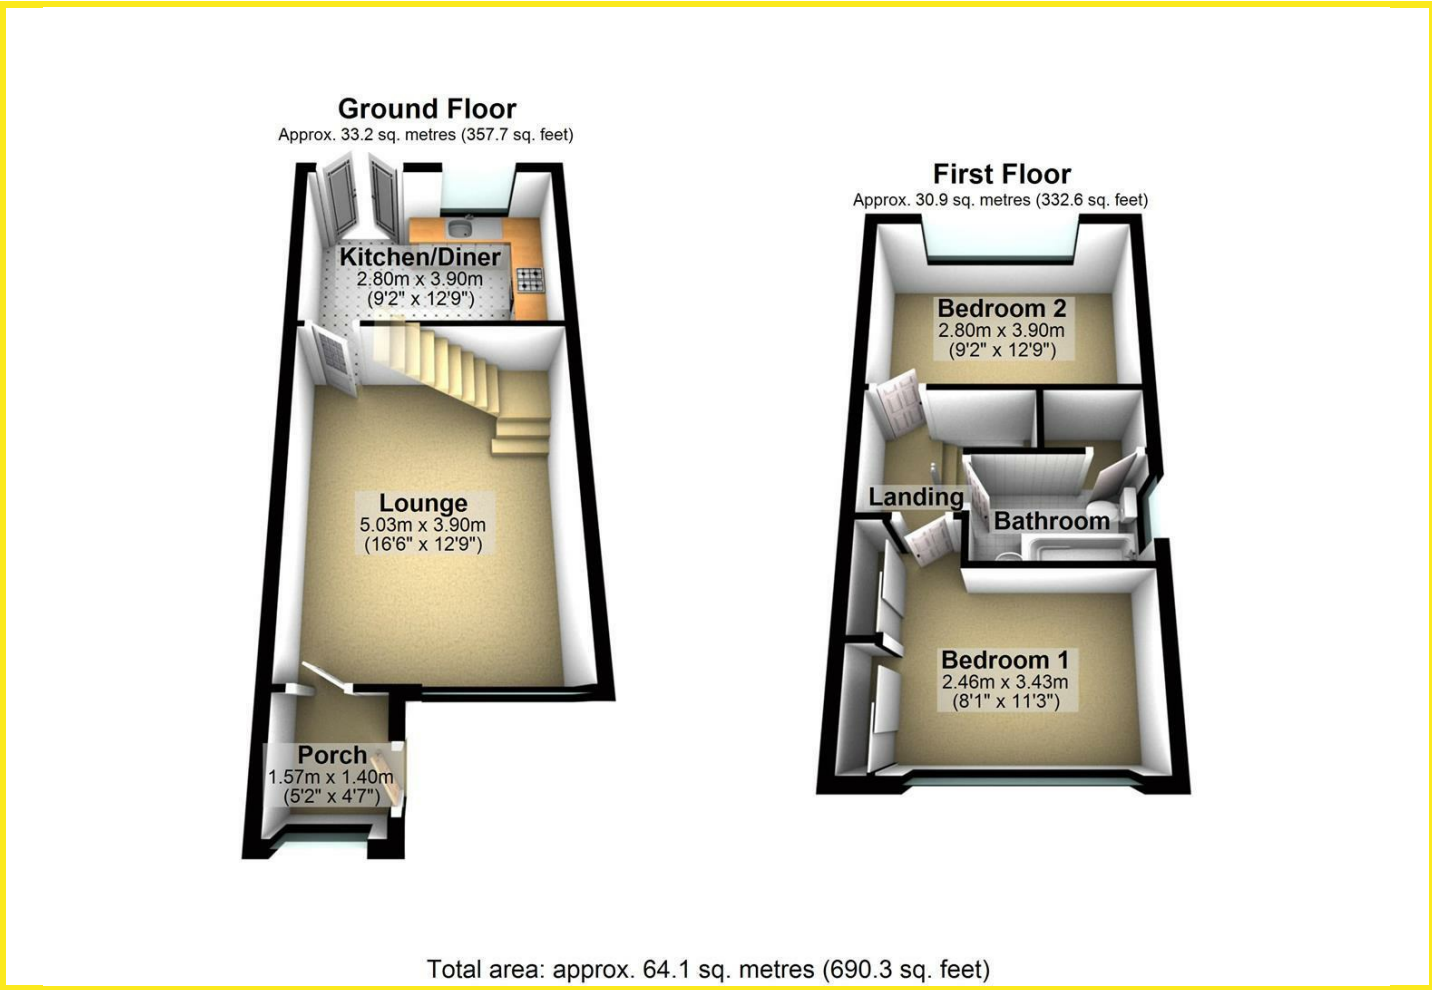 Ground Floor
Approx. 33.2 sq. metres (357.7 sq. feet)
Kitchen/Diner
2.80m x 3.90m
(9'2" x 12'9")
Lounge
5.03m x 3.90m
(16'6" x 12'9")
Porch
1.57m x 1.40m
(5'2" x 4'7")
First Floor
Approx. 30.9 sq. metres (332.6 sq. feet)
Bedroom 2
2.80m x 3.90m
(9'2" x 12'9")
Landing
Bathroom
Bedroom 1
2.46m x 3.43m
(8'1" x 11'3")
Total area: approx. 64.1 sq. metres (690.3 sq. feet)